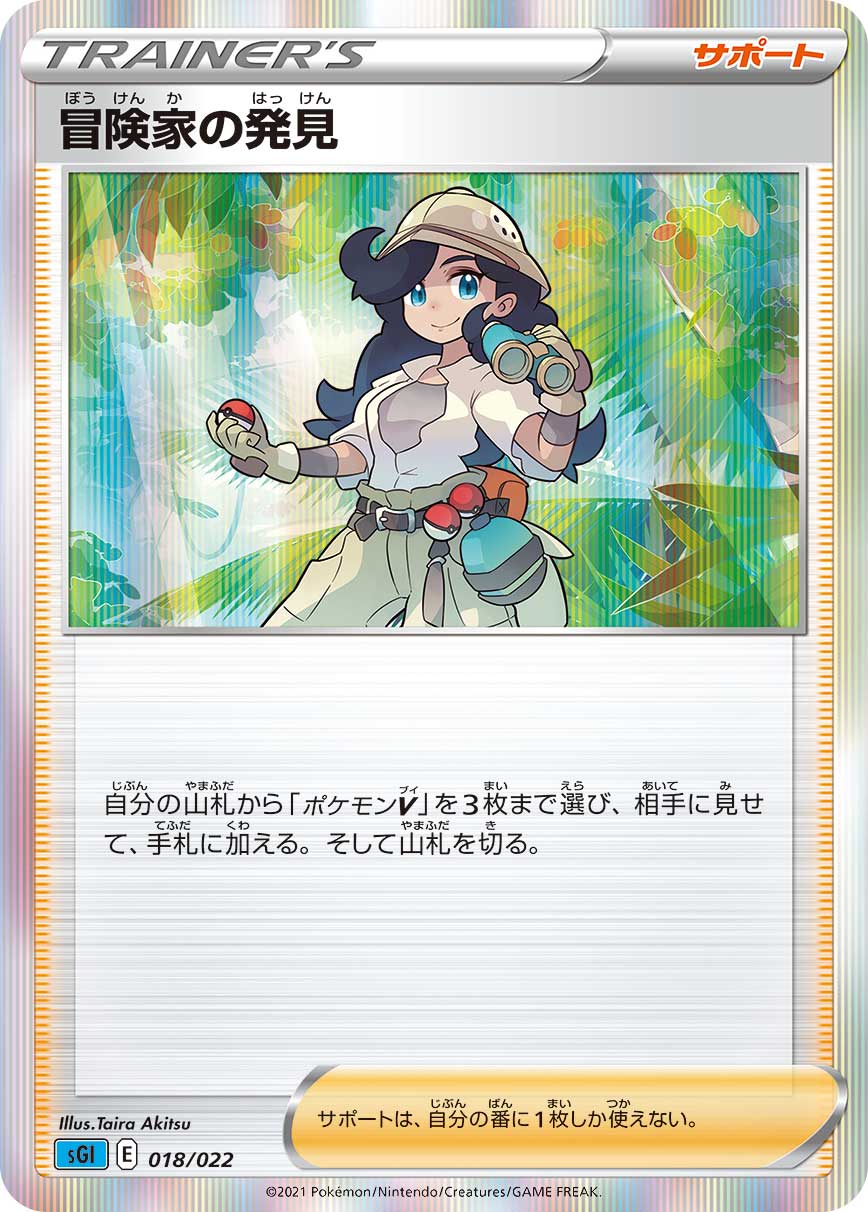 TRAINER'S
サポート
ぼうけんか はっけん
冒険家の発見
じぶん やまふだ ブイ まい えら あいて み
自分の山札から「ポケモンV」を3枚まで選び、相手に見せ
てふだ くわ やまふだ き
て、手札に加える。そして山札を切る。
Illus.Taira Akitsu
じぶん ばん まい つか
サポートは、自分の番に1枚しか使えない。
sGI E 018/022
©2021 Pokémon/Nintendo/Creatures/GAME FREAK.